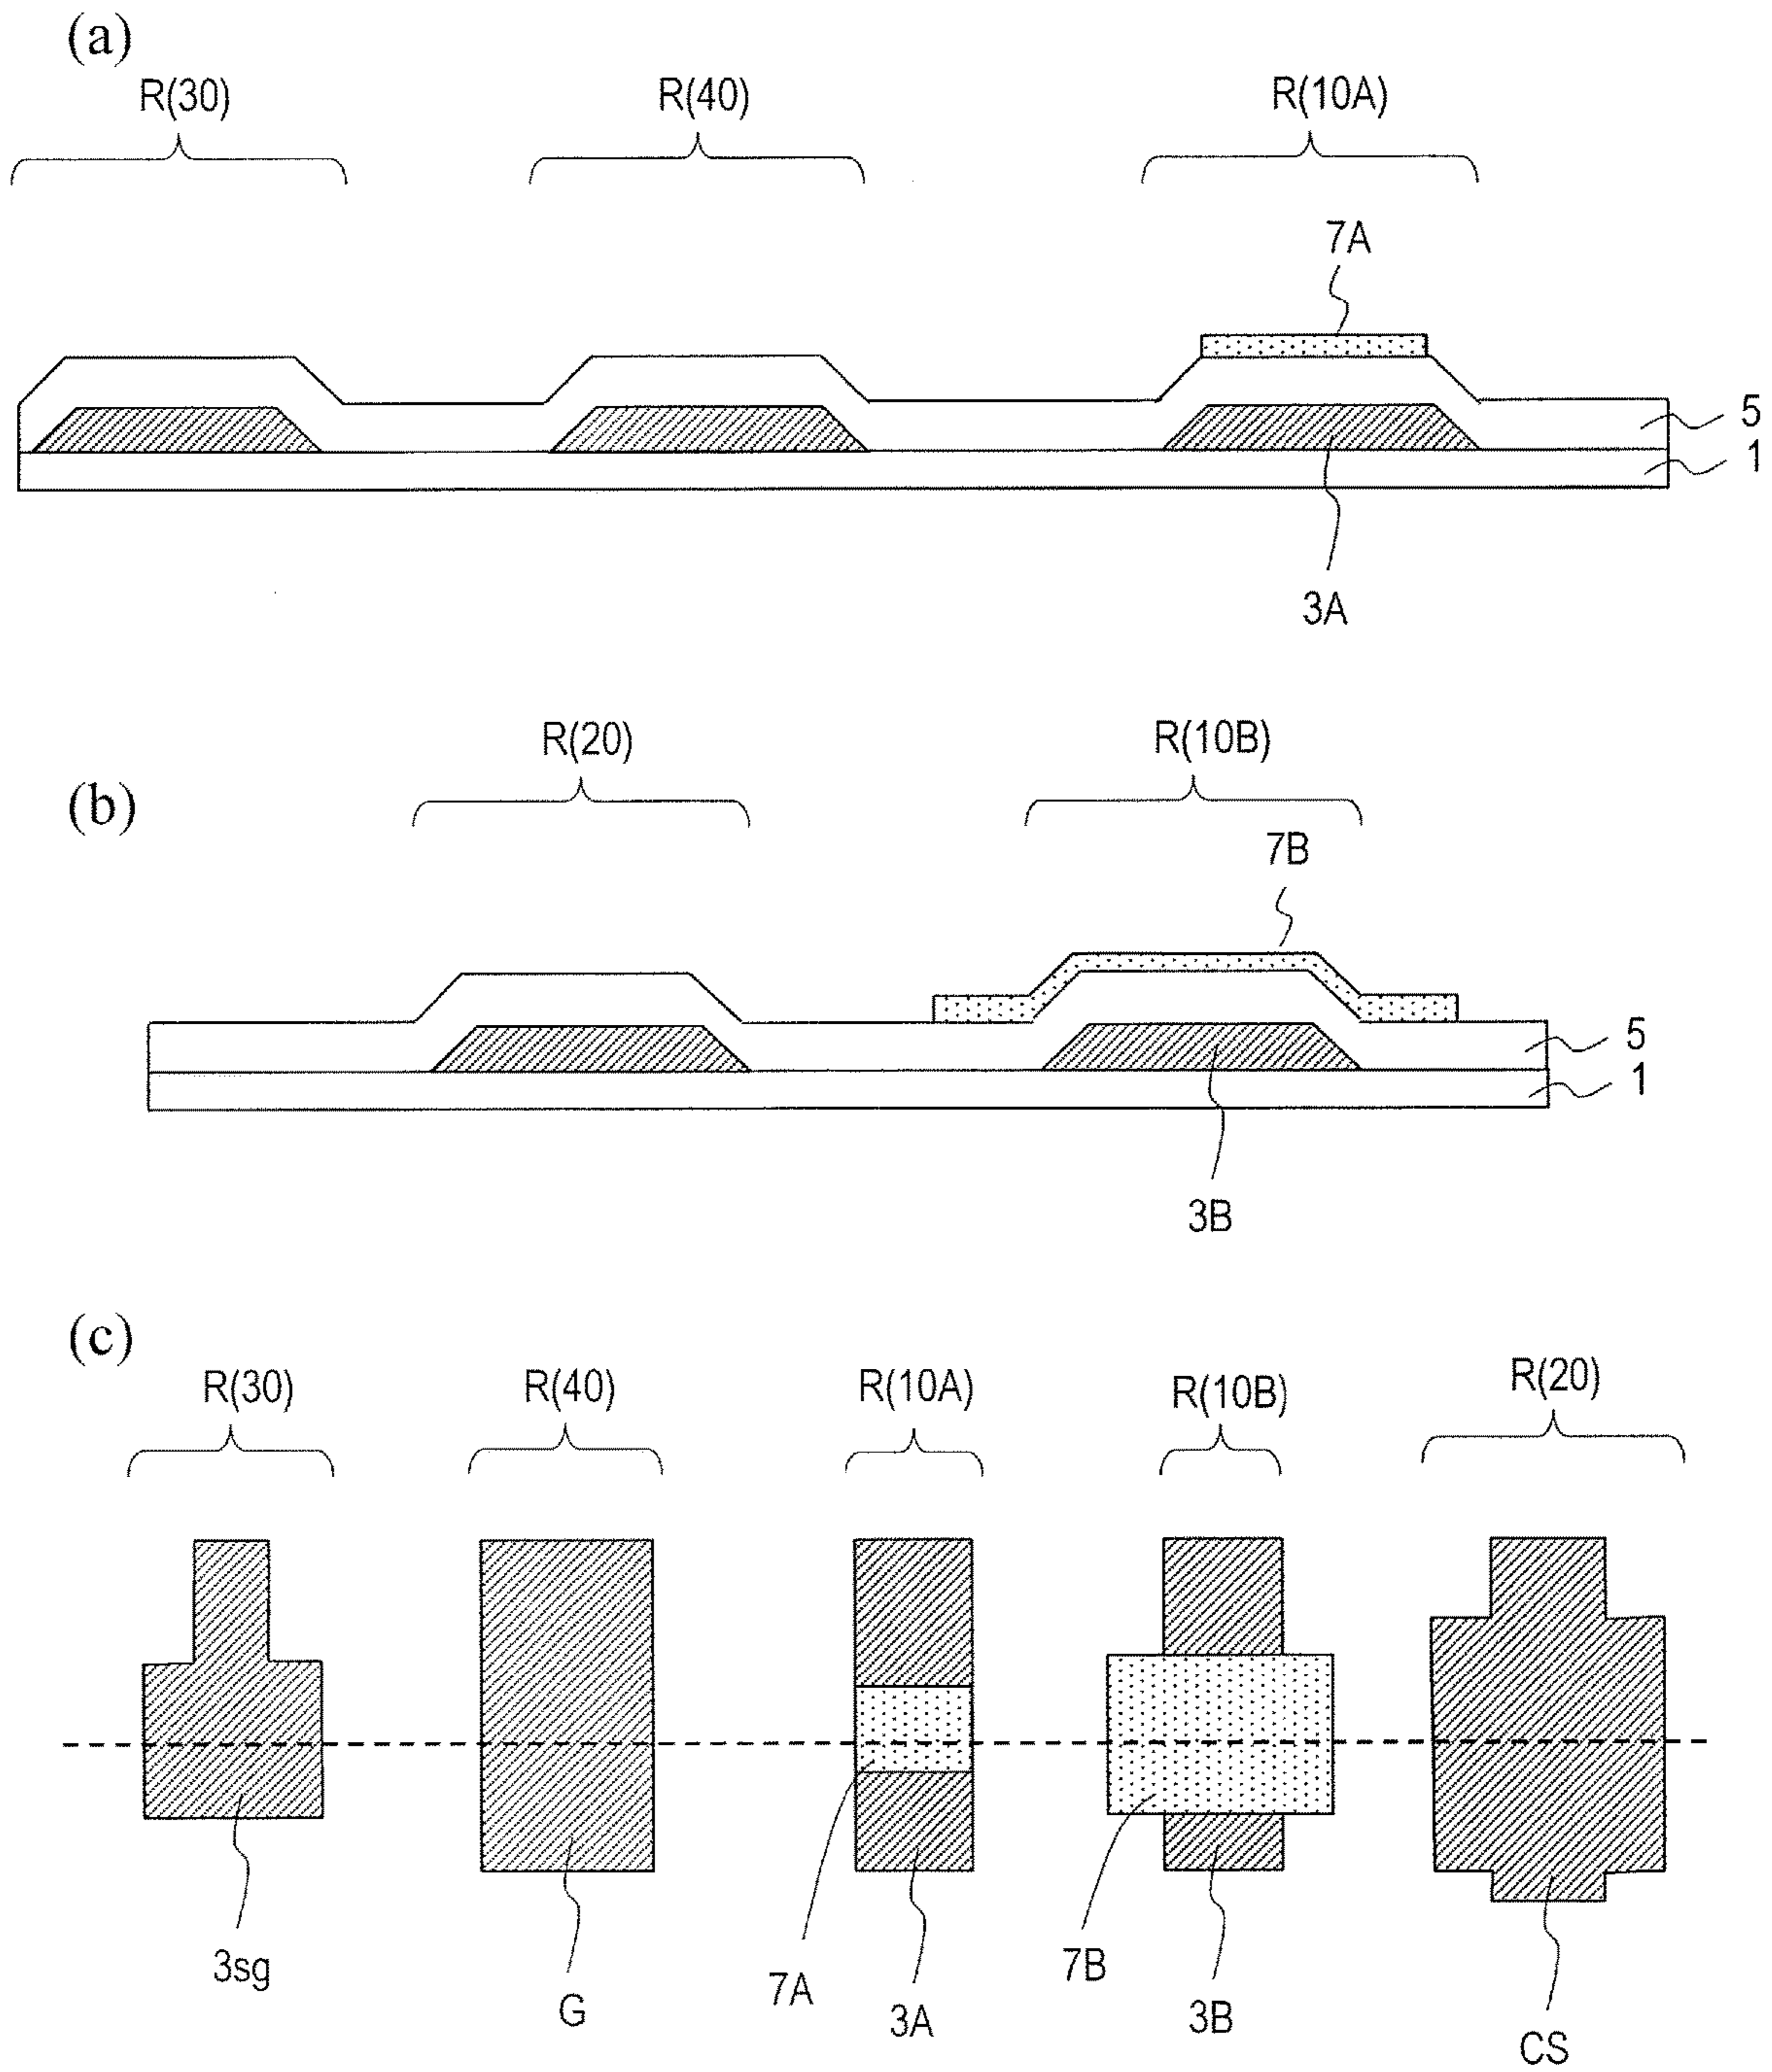 (a)
R(30) R(40) R(10A)
7A
5
1
3A
R(20) R(10B)
(b)
7B
5
1
3B
(c)
R(30) R(40) R(10A) R(10B) R(20)
3sg G 7A 3A 7B 3B CS